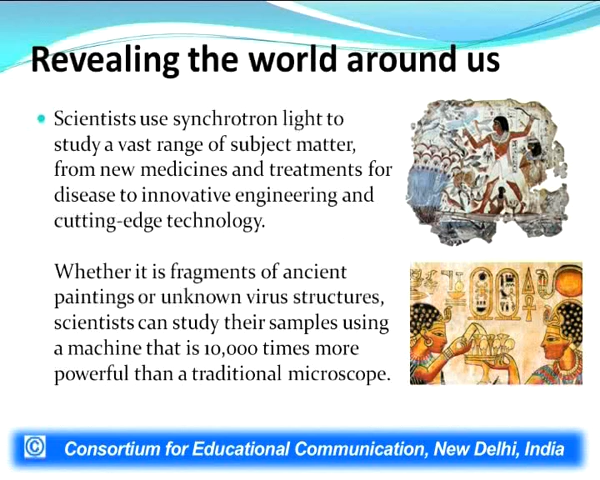 Revealing the world around us
Scientists use synchrotron light to
study a vast range of subject matter,
from new medicines and treatments for
disease to innovative engineering and
cutting-edge technology.
Whether it is fragments of ancient
paintings or unknown virus structures,
scientists can study their samples using
a machine that is 10,000 times more
powerful than a traditional microscope.
© Consortium for Educational Communication, New Delhi, India